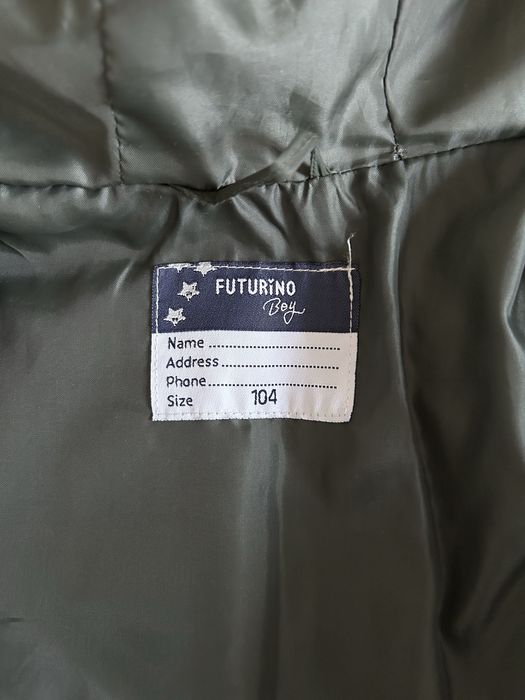 FUTURINO
Boy
Name ..............................
Address ...........................
Phone ..............................
Size 104